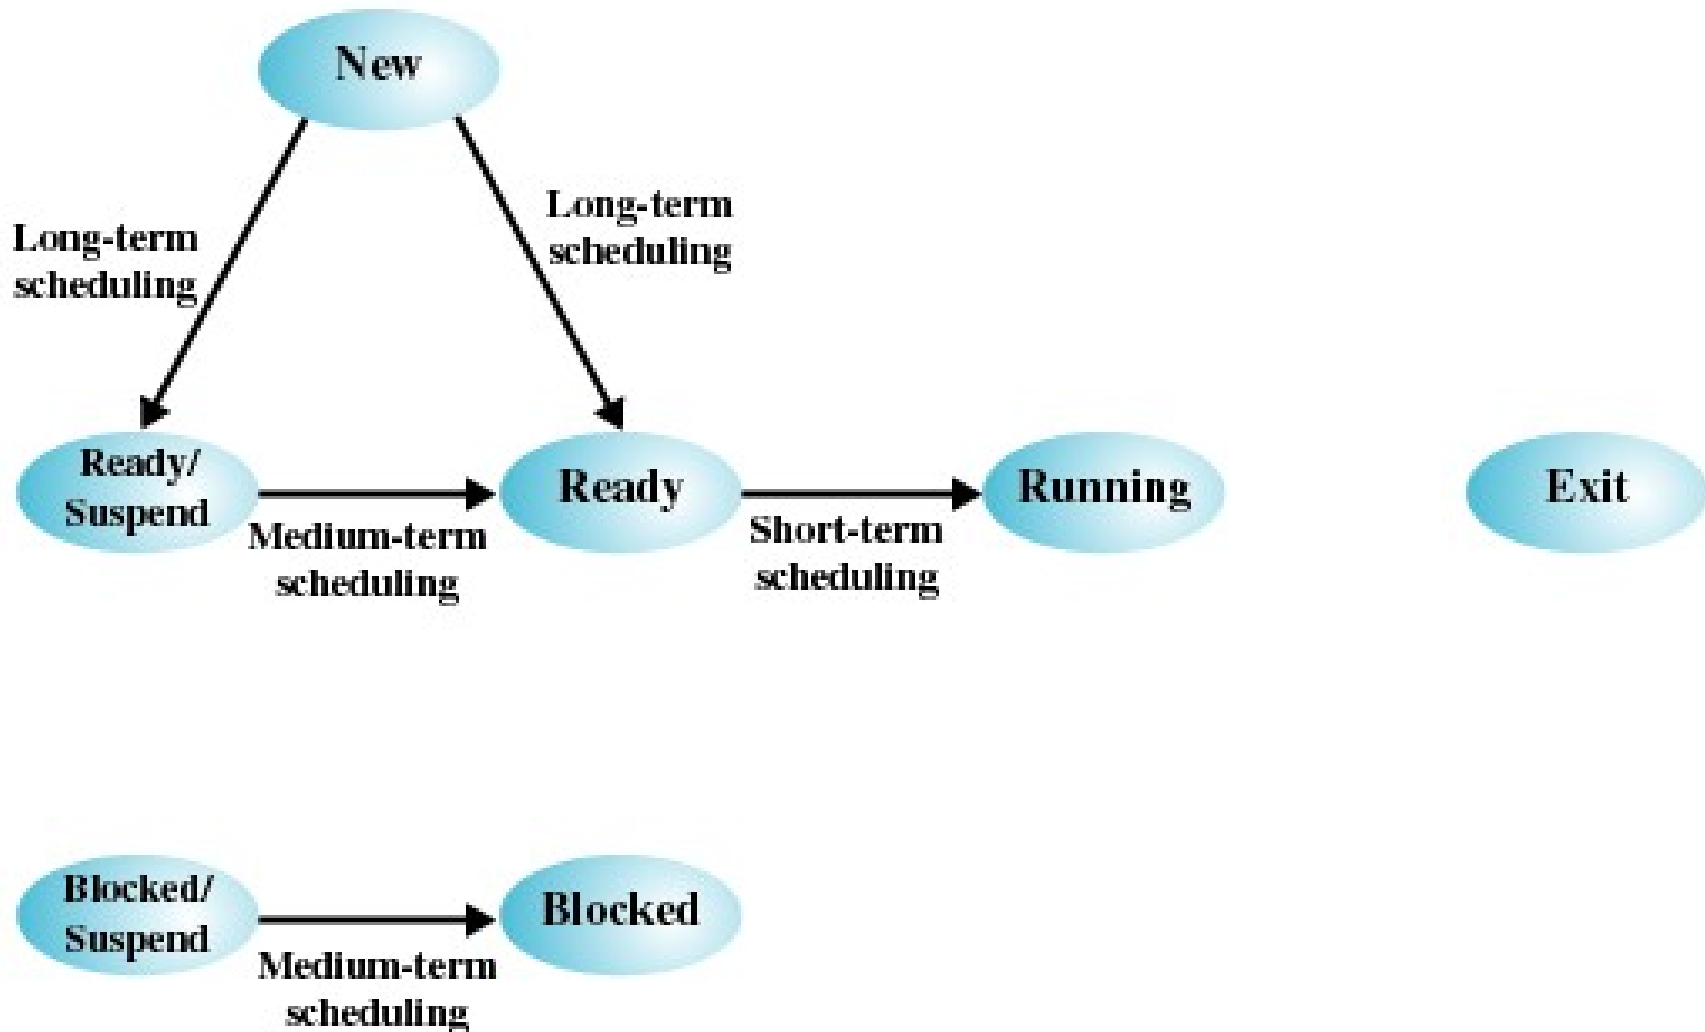 New
Long-term
scheduling
Long-term
scheduling
Ready/
Suspend
Medium-term
scheduling
Ready
Short-term
scheduling
Running
Exit
Blocked/
Suspend
Medium-term
scheduling
Blocked